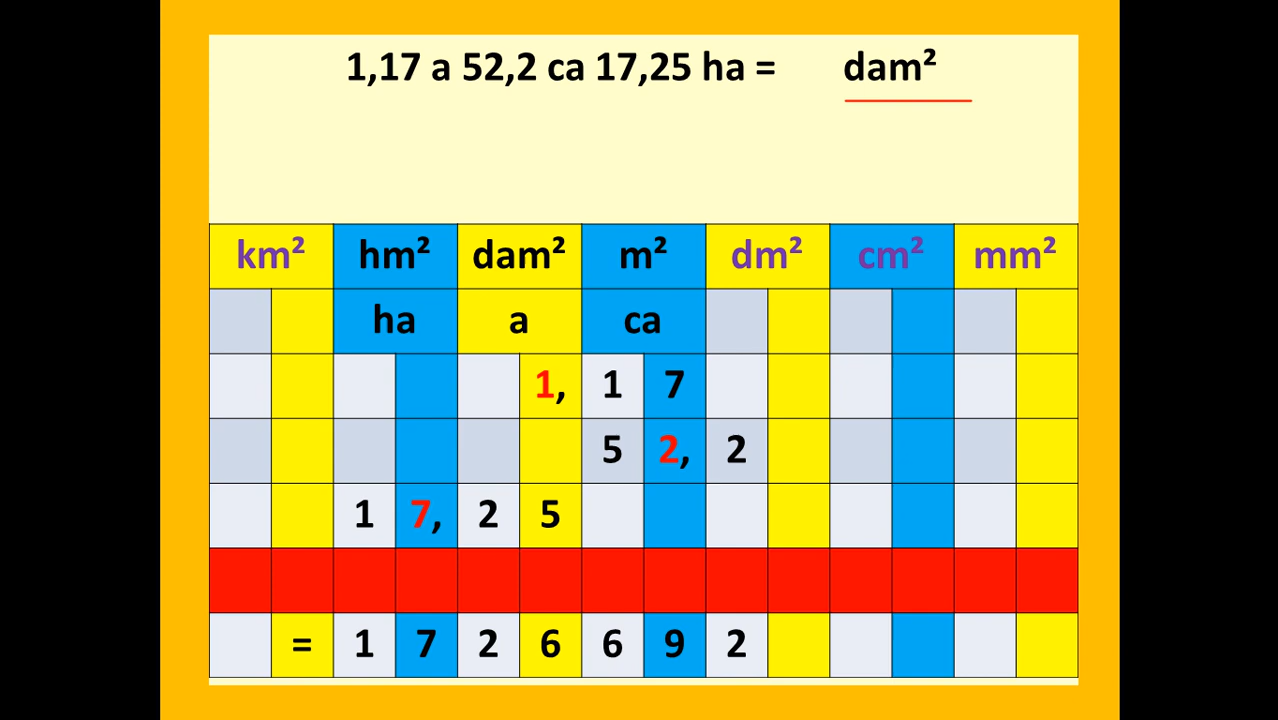 1,17 a 52,2 ca 17,25 ha = dam²
km² hm² dam² m² dm² cm² mm²
ha a ca
1, 1 7
5 2, 2
1 7, 2 5
= 1 7 2 6 6 9 2